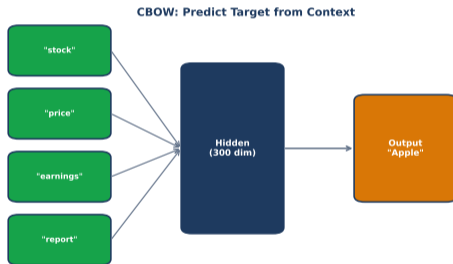 CBOW: Predict Target from Context
"stock"
"price"
"earnings"
"report"
Hidden
(300 dim)
Output
"Apple"